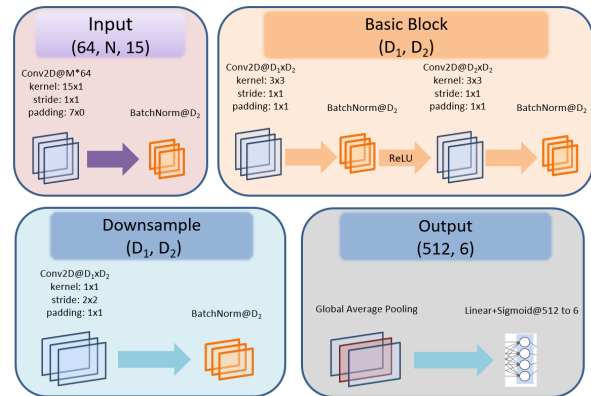 Input
(64, N, 15)
Conv2D@M*64
kernel: 15x1
stride: 1x1
padding: 7x0
BatchNorm@D₂
Basic Block
(D₁, D₂)
Conv2D@D₁xD₂
kernel: 3x3
stride: 1x1
padding: 1x1
BatchNorm@D₂
ReLU
Conv2D@D₂xD₂
kernel: 3x3
stride: 1x1
padding: 1x1
BatchNorm@D₂
Downsample
(D₁, D₂)
Conv2D@D₁xD₂
kernel: 1x1
stride: 2x2
padding: 1x1
BatchNorm@D₂
Output
(512, 6)
Global Average Pooling
Linear+Sigmoid@512 to 6